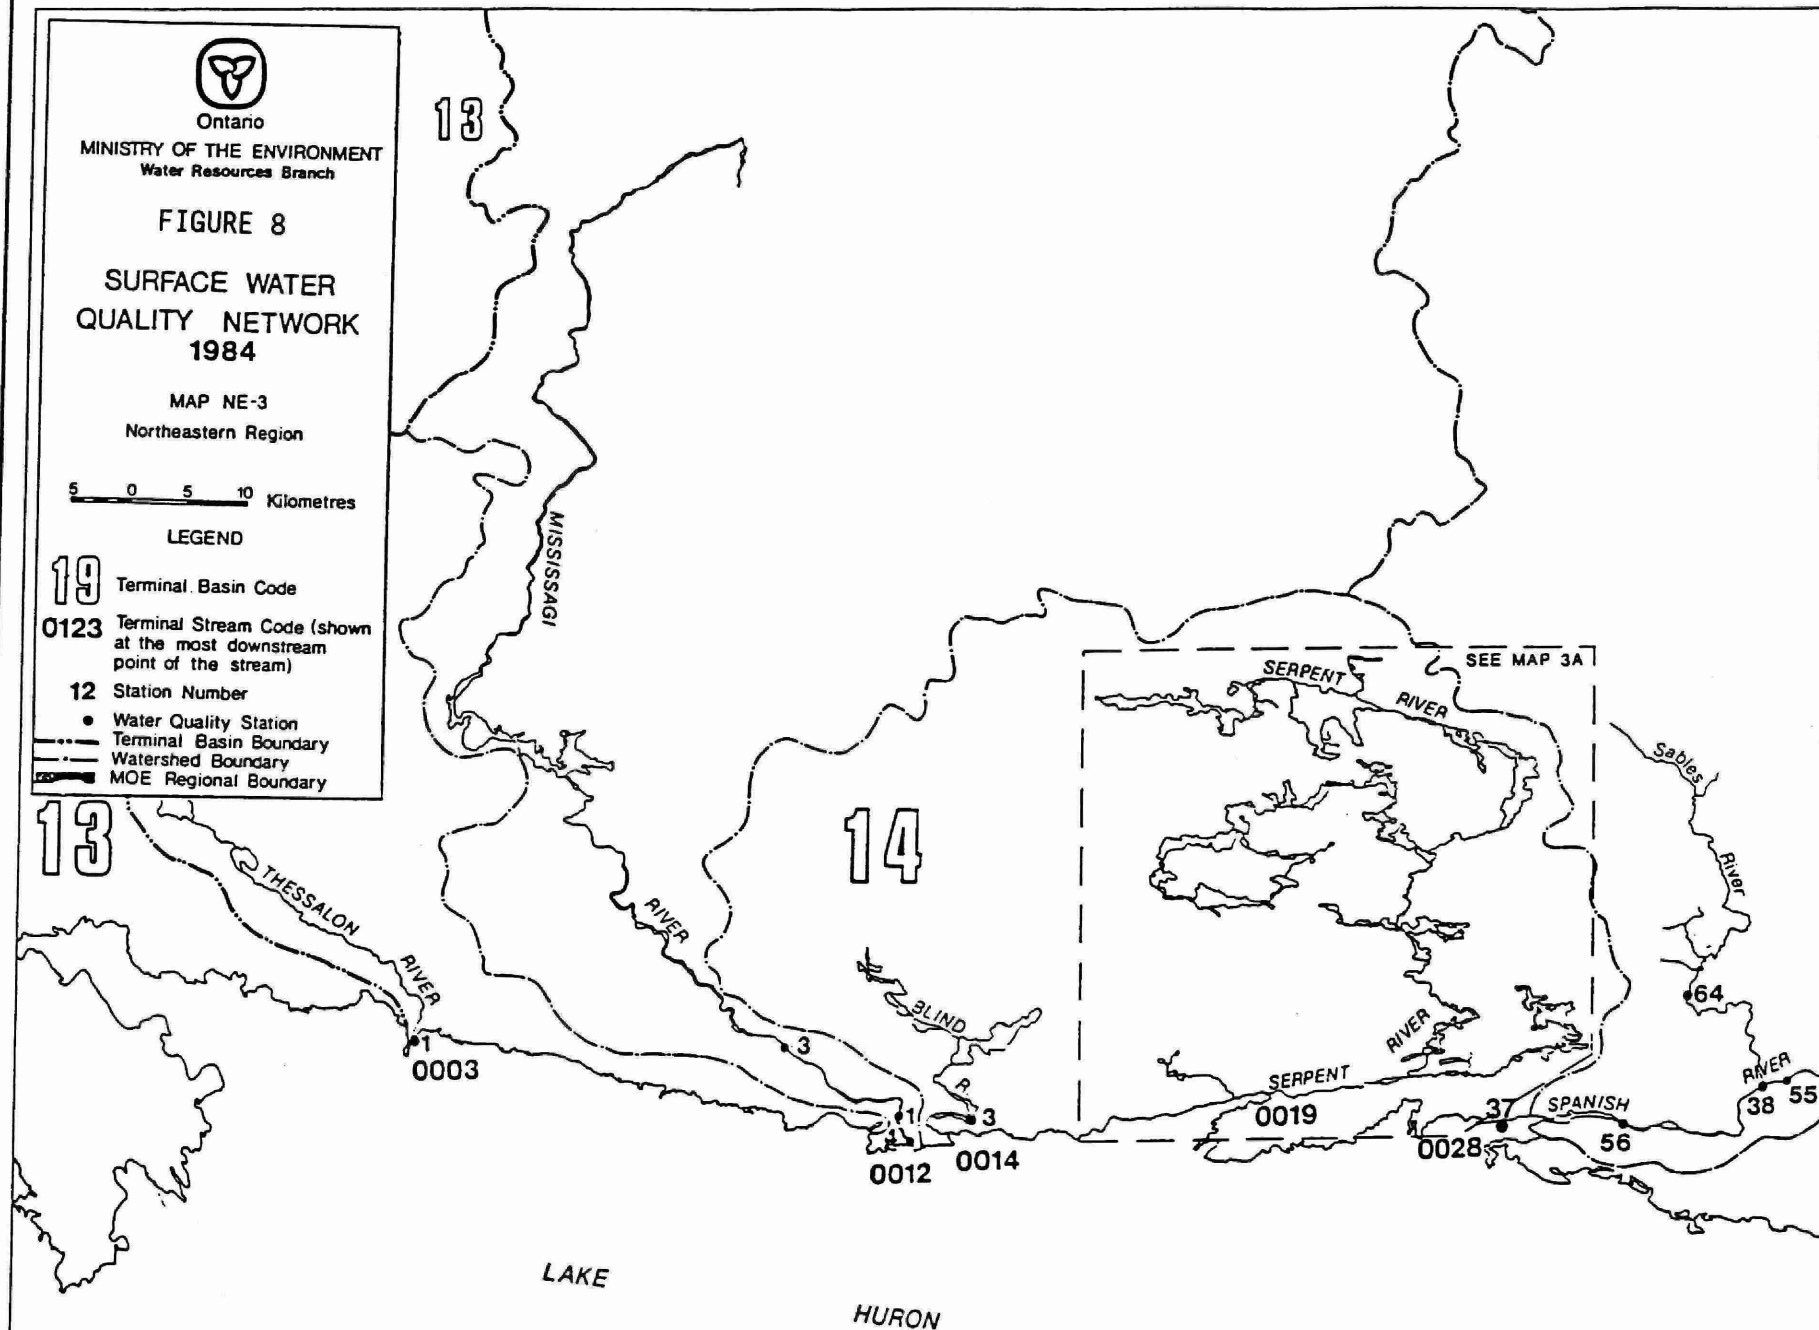 Ontario
MINISTRY OF THE ENVIRONMENT
Water Resources Branch
FIGURE 8
SURFACE WATER
QUALITY NETWORK
1984
MAP NE-3
Northeastern Region
5 0 5 10 Kilometres
LEGEND
19 Terminal Basin Code
0123 Terminal Stream Code (shown
at the most downstream
point of the stream)
12 Station Number
Water Quality Station
Terminal Basin Boundary
Watershed Boundary
MOE Regional Boundary
13
MISSISSAGI
RIVER
SEE MAP 3A
SERPENT
RIVER
Sables
River
13
14
THESSALON
RIVER
1
0003
3
BLIND
R.
1
3
0012
0014
RIVER
SERPENT
0019
64
RIVER
55
38
37
SPANISH
0028
56
LAKE
HURON